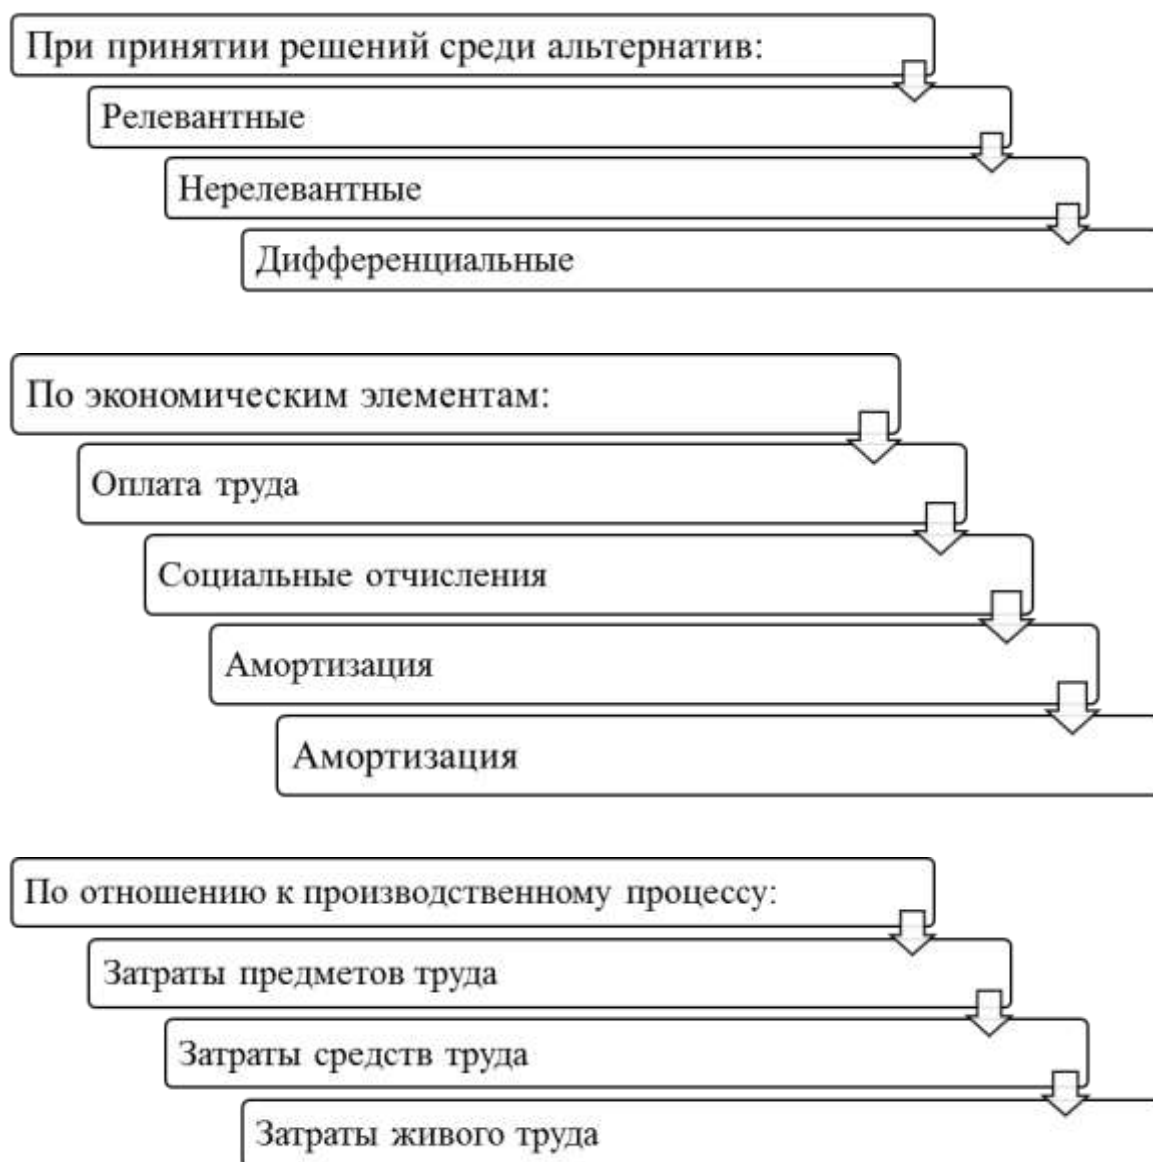 При принятии решений среди альтернатив:
Релевантные
Нерелевантные
Дифференциальные
По экономическим элементам:
Оплата труда
Социальные отчисления
Амортизация
Амортизация
По отношению к производственному процессу:
Затраты предметов труда
Затраты средств труда
Затраты живого труда